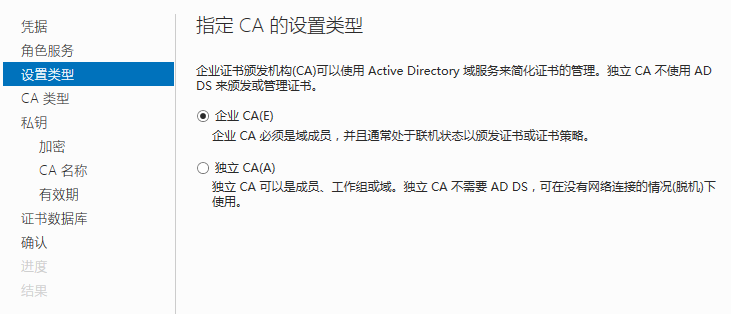 凭据
角色服务
设置类型
CA 类型
私钥
加密
CA 名称
有效期
证书数据库
确认
进度
结果
指定 CA 的设置类型
企业证书颁发机构(CA)可以使用 Active Directory 域服务来简化证书的管理。独立 CA 不使用 AD
DS 来颁发或管理证书。
企业 CA(E)
企业 CA 必须是域成员，并且通常处于联机状态以颁发证书或证书策略。
独立 CA(A)
独立 CA 可以是成员、工作组或域。独立 CA 不需要 AD DS，可在没有网络连接的情况(脱机)下
使用。